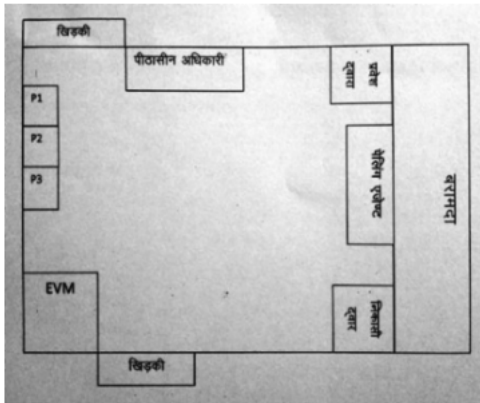 खिड़की
पीठासीन अधिकारी
प्रवेश
द्वारा
P1
P2
पोलिंग एजेण्ट
P3
बरामदा
EVM
निकासी
द्वार
खिड़की